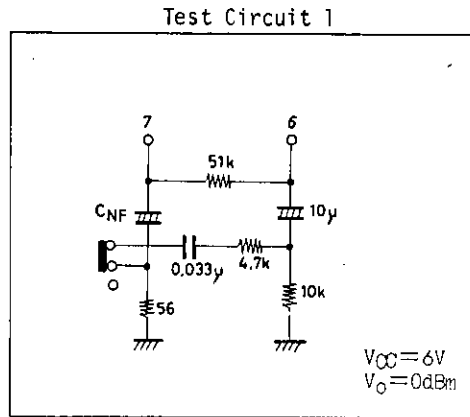 Test Circuit 1
7
6
51k
CNF
10μ
0.033μ
4.7k
56
10k
VCC=6V
VO=0dBm